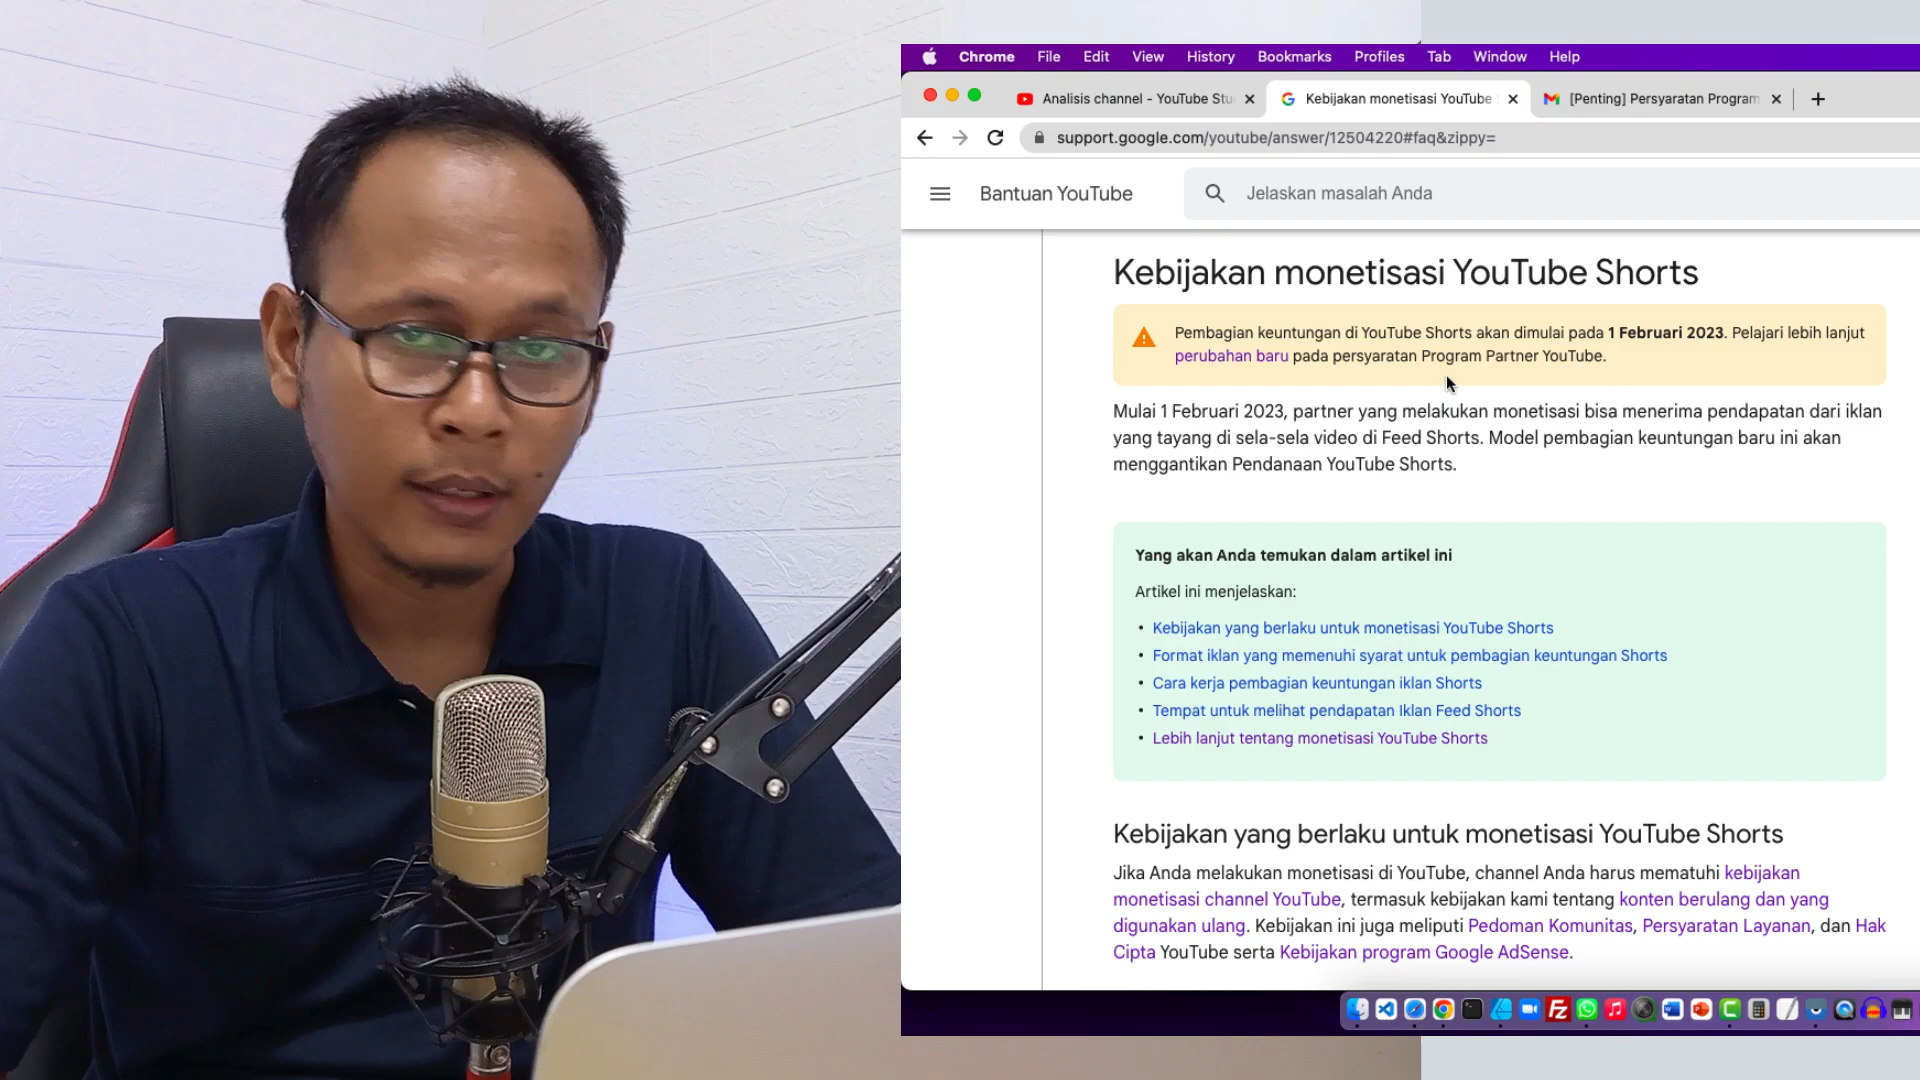 Chrome File Edit View History Bookmarks Profiles Tab Window Help
Analisis channel - YouTube Stu
Kebijakan monetisasi YouTube
[Penting] Persyaratan Program
support.google.com/youtube/answer/12504220#faq&zippy=
Bantuan YouTube
Jelaskan masalah Anda
Kebijakan monetisasi YouTube Shorts
Pembagian keuntungan di YouTube Shorts akan dimulai pada 1 Februari 2023. Pelajari lebih lanjut
perubahan baru pada persyaratan Program Partner YouTube.
Mulai 1 Februari 2023, partner yang melakukan monetisasi bisa menerima pendapatan dari iklan
yang tayang di sela-sela video di Feed Shorts. Model pembagian keuntungan baru ini akan
menggantikan Pendanaan YouTube Shorts.
Yang akan Anda temukan dalam artikel ini
Artikel ini menjelaskan:
• Kebijakan yang berlaku untuk monetisasi YouTube Shorts
• Format iklan yang memenuhi syarat untuk pembagian keuntungan Shorts
• Cara kerja pembagian keuntungan iklan Shorts
• Tempat untuk melihat pendapatan Iklan Feed Shorts
• Lebih lanjut tentang monetisasi YouTube Shorts
Kebijakan yang berlaku untuk monetisasi YouTube Shorts
Jika Anda melakukan monetisasi di YouTube, channel Anda harus mematuhi kebijakan
monetisasi channel YouTube, termasuk kebijakan kami tentang konten berulang dan yang
digunakan ulang. Kebijakan ini juga meliputi Pedoman Komunitas, Persyaratan Layanan, dan Hak
Cipta YouTube serta Kebijakan program Google AdSense.